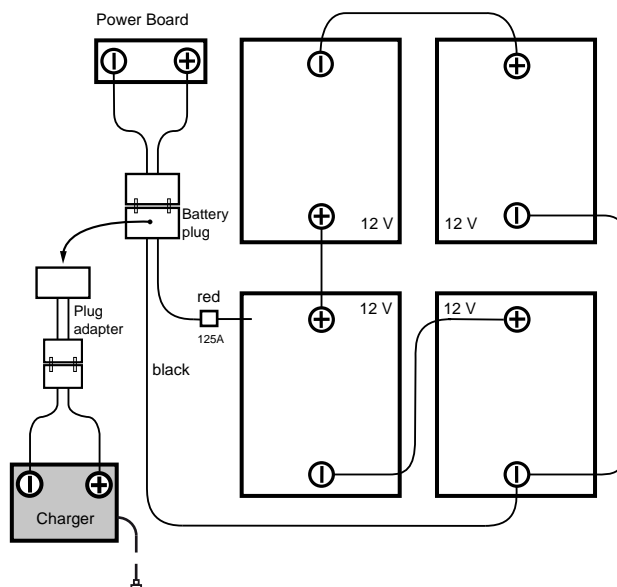 Power Board
12 V
12 V
Battery
plug
red
125A
12 V
12 V
Plug
adapter
black
Charger